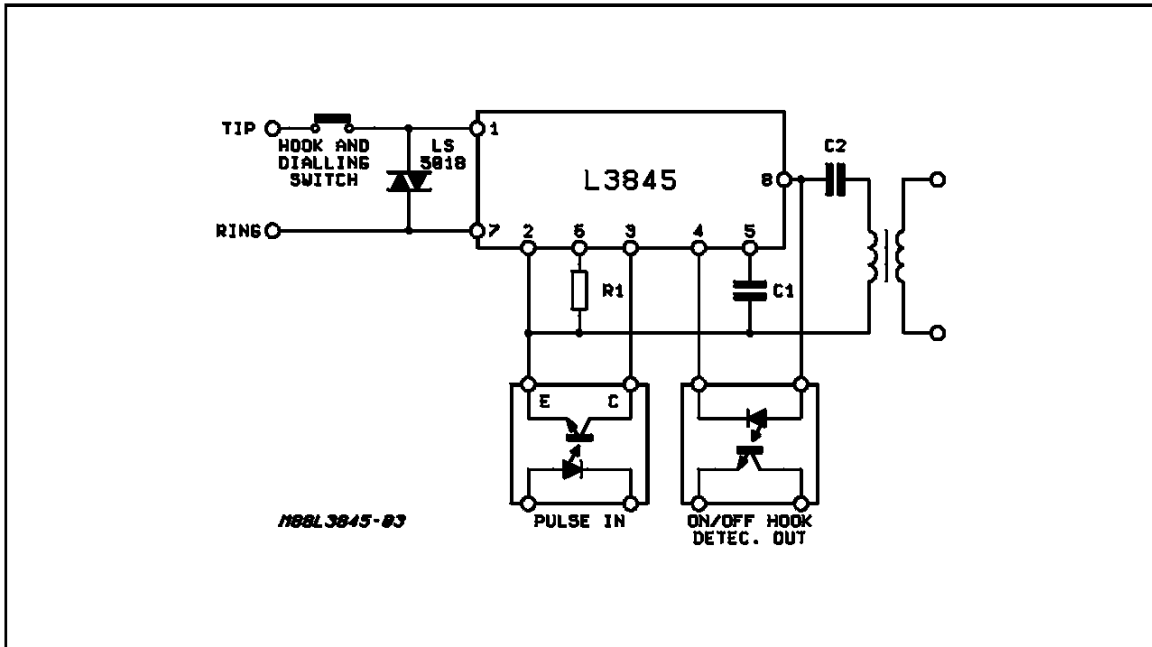 TIP
HOOK AND
DIALLING
SWITCH
LS
5018
1
L3845
8
C2
RING
7
2
6
3
4
5
R1
C1
E
C
PULSE IN
ON/OFF HOOK
DETEC. OUT
M88L3845-03